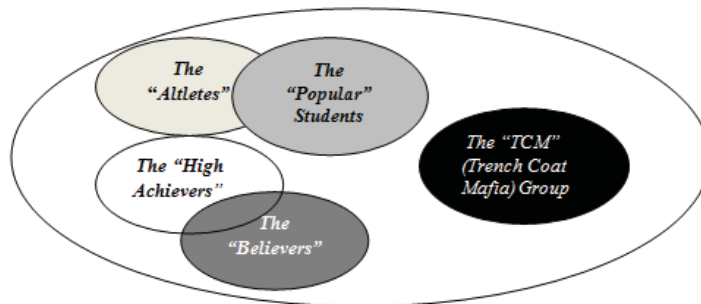 The
“Altletes”
The
“Popular”
Students
The “TCM”
(Trench Coat
Mafia) Group
The “High
Achievers”
The
“Believers”